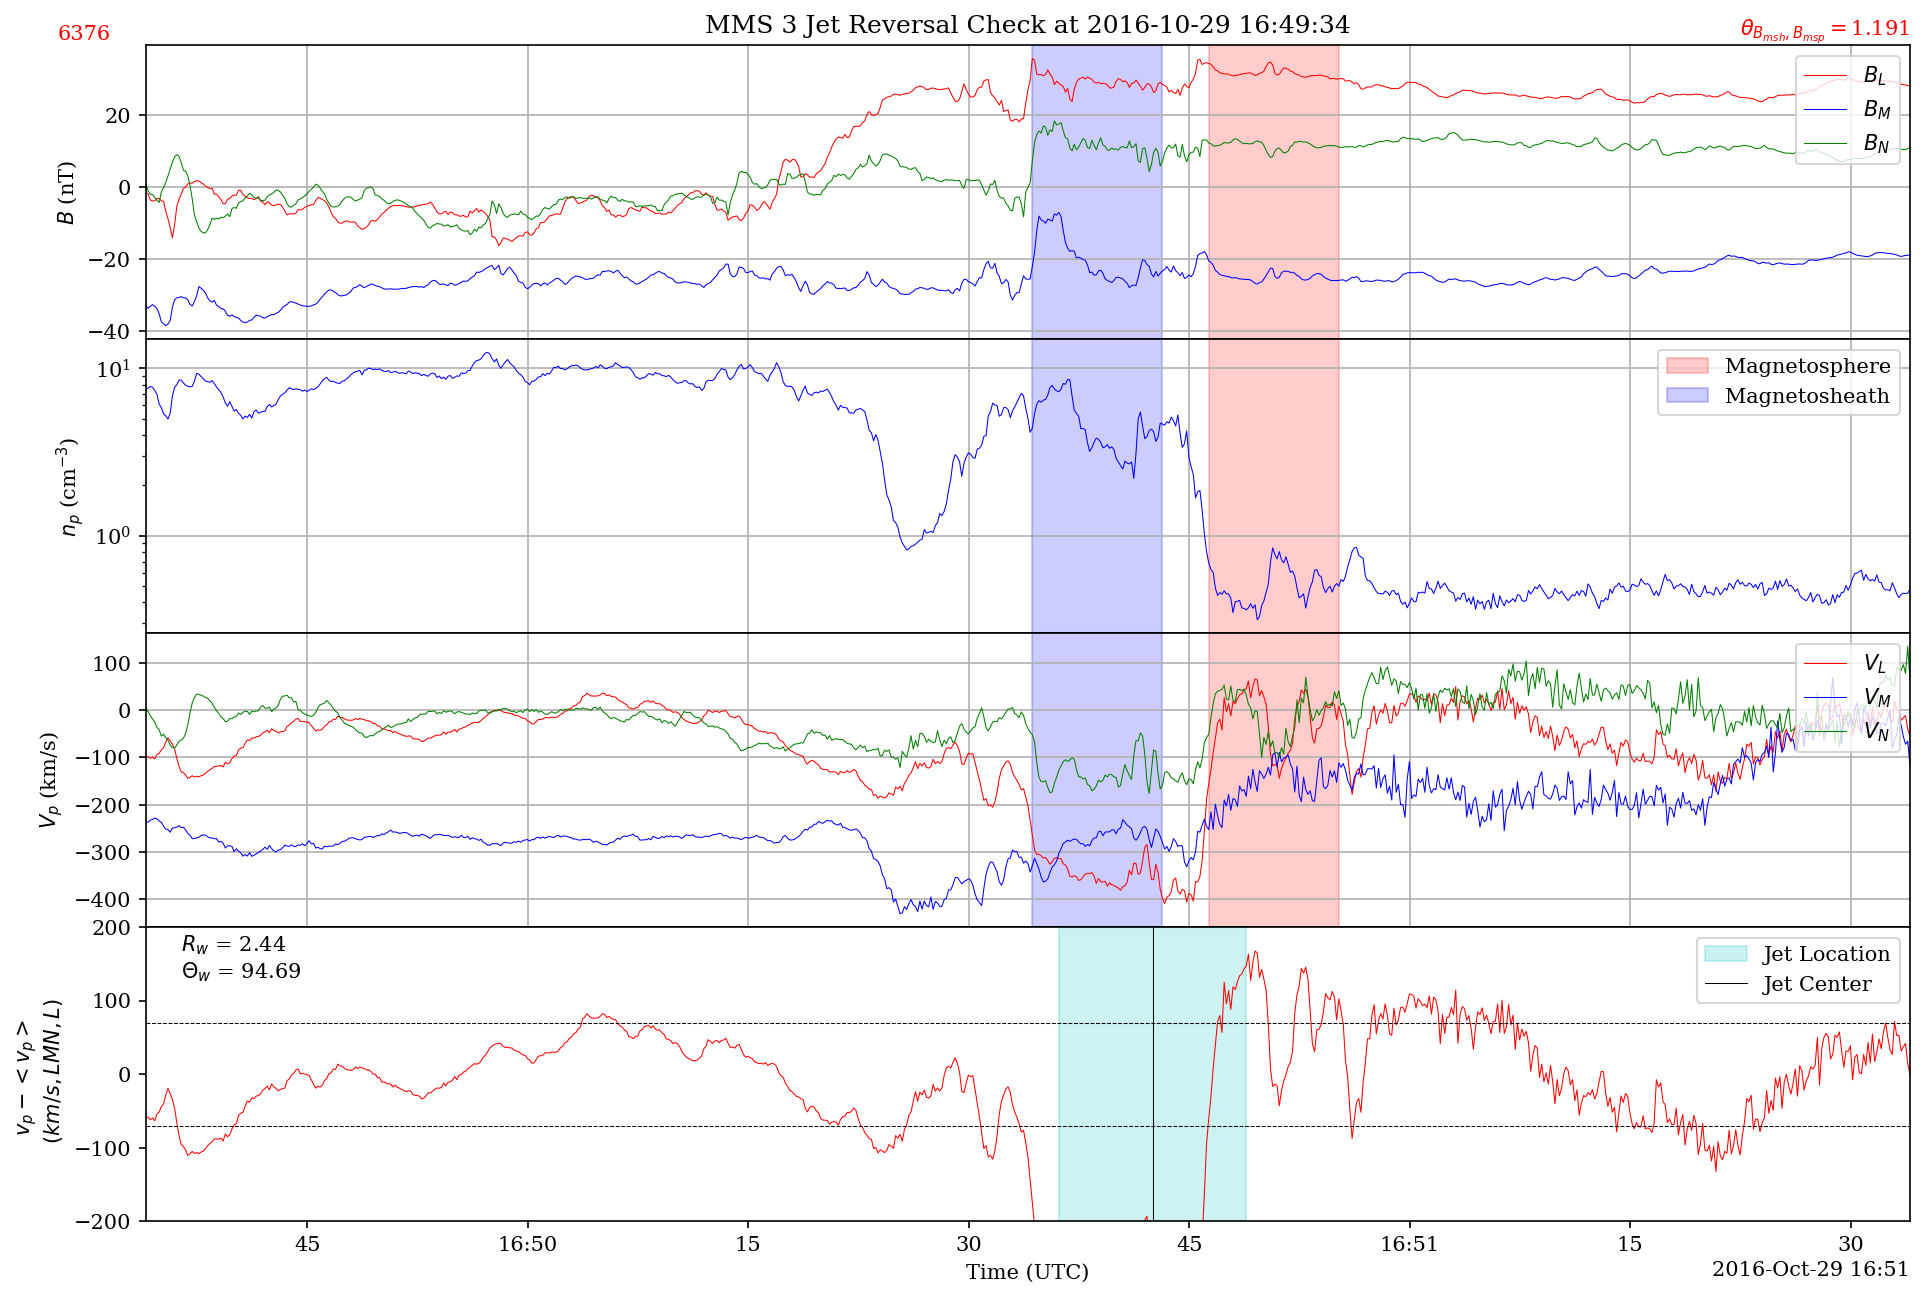 MMS 3 Jet Reversal Check at 2016-10-29 16:49:34
6376
θ_{B_{msh}, B_{msp}} = 1.191
B (nT)
20
0
−20
−40
B_L
B_M
B_N
n_p (cm^{−3})
10^1
10^0
Magnetosphere
Magnetosheath
V_p (km/s)
100
0
−100
−200
−300
−400
V_L
V_M
V_N
v_p − <v_p>
(km/s, LMN, L)
200
100
0
−100
−200
R_w = 2.44
Θ_w = 94.69
Jet Location
Jet Center
45
16:50
15
30
45
16:51
15
30
Time (UTC)
2016-Oct-29 16:51